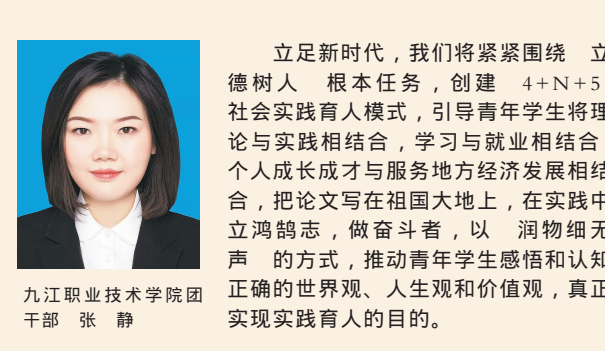 立足新时代，我们将紧紧围绕　立
德树人　根本任务，创建　4+N+5
社会实践育人模式，引导青年学生将理
论与实践相结合，学习与就业相结合
个人成长成才与服务地方经济发展相结
合，把论文写在祖国大地上，在实践中
立鸿鹄志，做奋斗者，以　润物细无
声　的方式，推动青年学生感悟和认知
正确的世界观、人生观和价值观，真正
实现实践育人的目的。
九江职业技术学院团
干部　张　静